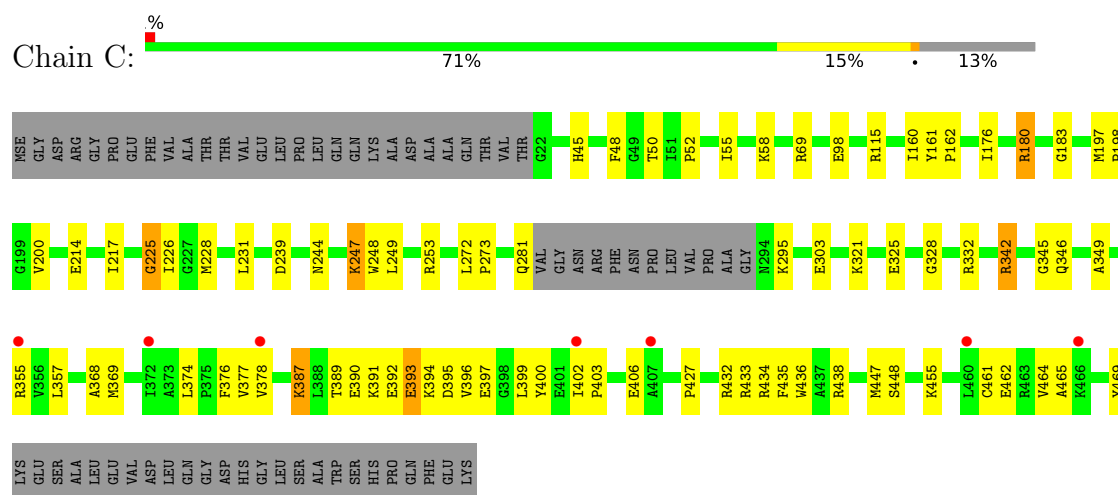 .%
Chain C:
71% 15% • 13%
MSE GLY ASP ARG GLY PRO GLU PHE VAL ALA THR THR VAL GLU LEU PRO LEU GLN GLN LYS ALA ASP ALA ALA GLN THR VAL THR G22 H45 F48 G49 T50 I51 P52 I55 K58 R69 E98 R115 I160 Y161 P162 I176 R180 G183 M197 P198
G199 V200 E214 I217 G225 I226 G227 M228 L231 D239 N244 K247 W248 L249 R253 L272 P273 Q281 VAL GLY ASN ARG PHE ASN PRO LEU VAL PRO ALA GLY N294 K295 E303 K321 E325 G328 R332 R342 G345 Q346 A349
R355 V356 L357 A368 M369 I372 A373 L374 P375 F376 V377 V378 K387 L388 T389 E390 K391 E392 E393 K394 D395 V396 E397 G398 L399 Y400 E401 I402 P403 E406 A407 P427 R432 R433 R434 F435 W436 A437 R438 M447 S448 K455 L460 C461 E462 R463 V464 A465 K466
LYS GLU SER ALA LEU GLU VAL ASP LEU GLN GLY ASP HIS GLY LEU SER ALA TRP SER HIS PRO GLN PHE GLU LYS